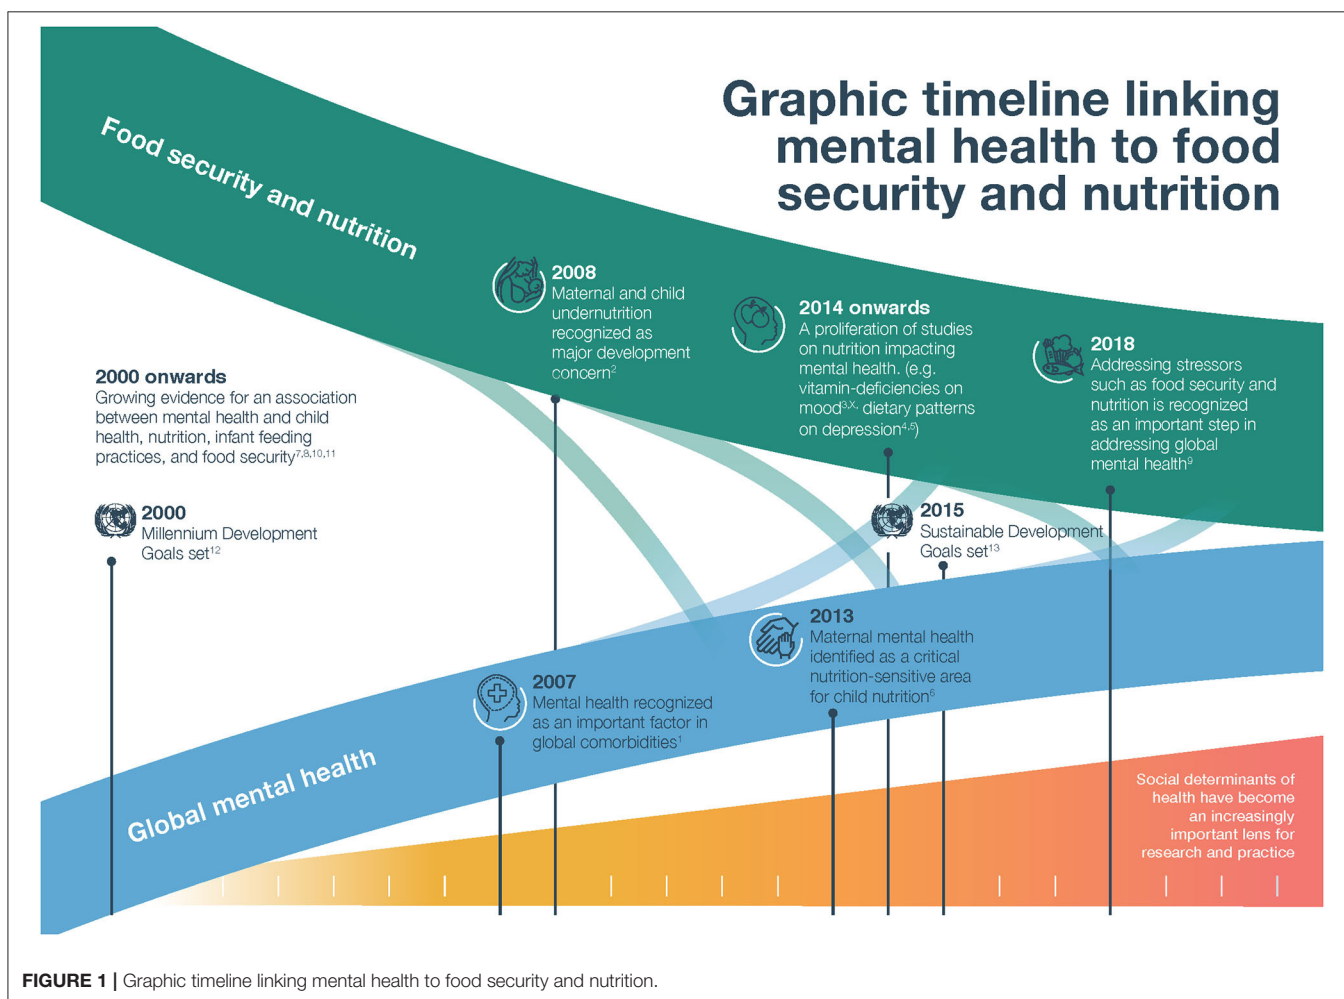 Graphic timeline linking
mental health to food
security and nutrition
Food security and nutrition
2008
Maternal and child
undernutrition
recognized as
major development
concern²
2014 onwards
A proliferation of studies
on nutrition impacting
mental health. (e.g.
vitamin-deficiencies on
mood³,ˣ, dietary patterns
on depression⁴,⁵)
2018
Addressing stressors
such as food security and
nutrition is recognized
as an important step in
addressing global
mental health⁹
2000 onwards
Growing evidence for an association
between mental health and child
health, nutrition, infant feeding
practices, and food security⁷,⁸,¹⁰,¹¹
2000
Millennium Development
Goals set¹²
2015
Sustainable Development
Goals set¹³
2013
Maternal mental health
identified as a critical
nutrition-sensitive area
for child nutrition⁶
2007
Mental health recognized
as an important factor in
global comorbidities¹
Global mental health
Social determinants of
health have become
an increasingly
important lens for
research and practice
FIGURE 1 | Graphic timeline linking mental health to food security and nutrition.